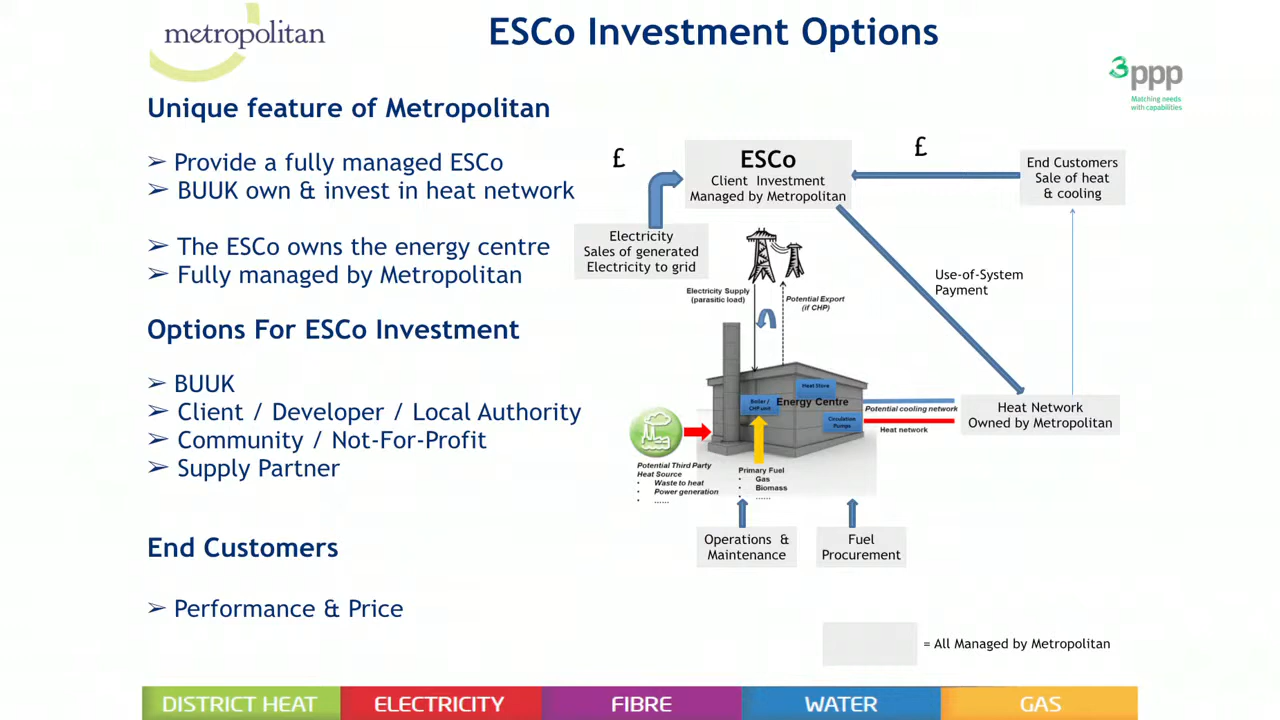 metropolitan
ESCo Investment Options
3ppp
Matching needs
with capabilities
Unique feature of Metropolitan
➢ Provide a fully managed ESCo
➢ BUUK own & invest in heat network
➢ The ESCo owns the energy centre
➢ Fully managed by Metropolitan
Options For ESCo Investment
➢ BUUK
➢ Client / Developer / Local Authority
➢ Community / Not-For-Profit
➢ Supply Partner
End Customers
➢ Performance & Price
£
ESCo
Client Investment
Managed by Metropolitan
£
End Customers
Sale of heat
& cooling
Electricity
Sales of generated
Electricity to grid
Use-of-System
Payment
Electricity Supply
(parasitic load)
Potential Export
(if CHP)
Heat Store
Boiler /
CHP unit
Energy Centre
Circulation
Pumps
Potential cooling network
Heat network
Heat Network
Owned by Metropolitan
Potential Third Party
Heat Source
• Waste to heat
• Power generation
• ......
Primary Fuel
• Gas
• Biomass
• ......
Operations &
Maintenance
Fuel
Procurement
= All Managed by Metropolitan
DISTRICT HEAT
ELECTRICITY
FIBRE
WATER
GAS